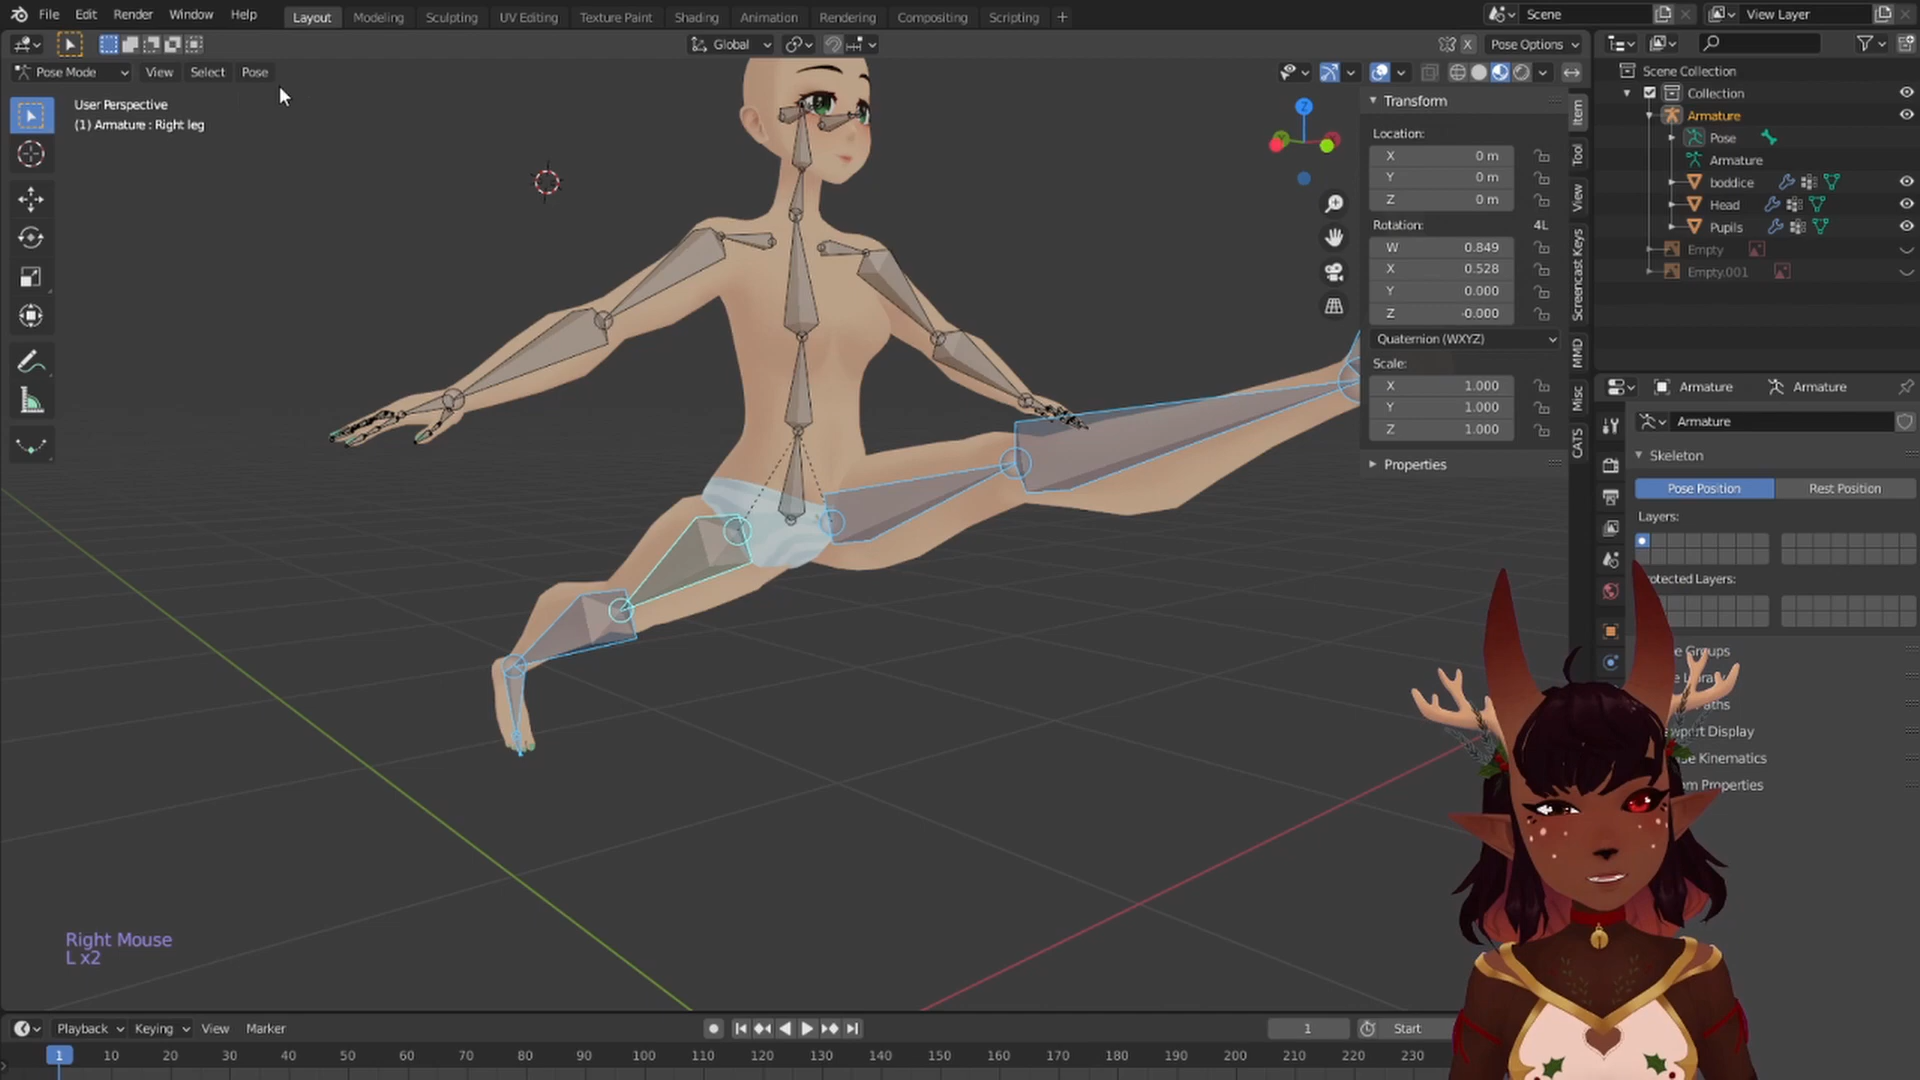 File Edit Render Window Help Layout Modeling Sculpting UV Editing Texture Paint Shading Animation Rendering Compositing Scripting + Scene View Layer
Global X Pose Options
Pose Mode View Select Pose
User Perspective
(1) Armature : Right leg
Z
Transform
Location:
X 0 m
Y 0 m
Z 0 m
Rotation: 4L
W 0.849
X 0.528
Y 0.000
Z -0.000
Quaternion (WXYZ)
Scale:
X 1.000
Y 1.000
Z 1.000
Properties
Item
Tool
View
Screencast Keys
MMD
Misc
CATS
Scene Collection
Collection
Armature
Pose
Armature
boddice
Head
Pupils
Empty
Empty.001
Armature Armature
Armature
Skeleton
Pose Position Rest Position
Layers:
otected Layers:
Groups
aths
ewport Display
se Kinematics
om Properties
Right Mouse
L x2
Playback Keying View Marker 1 Start
1 10 20 30 40 50 60 70 80 90 100 110 120 130 140 150 160 170 180 190 200 210 220 230